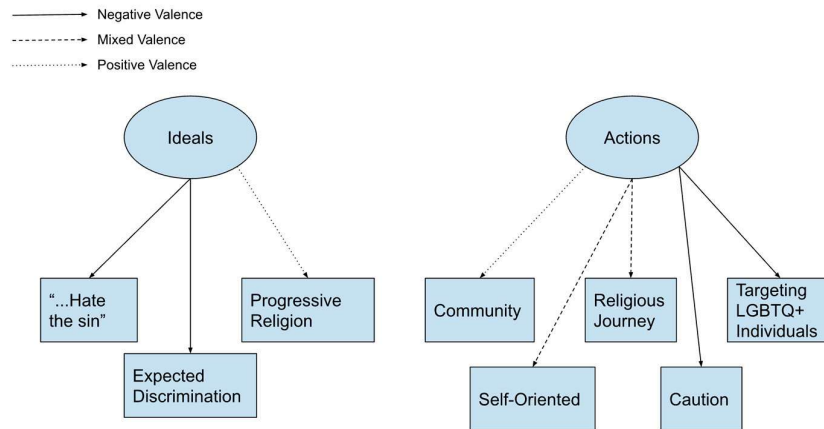 Negative Valence
Mixed Valence
Positive Valence
Ideals
Actions
“...Hate
the sin”
Progressive
Religion
Community
Religious
Journey
Targeting
LGBTQ+
Individuals
Expected
Discrimination
Self-Oriented
Caution